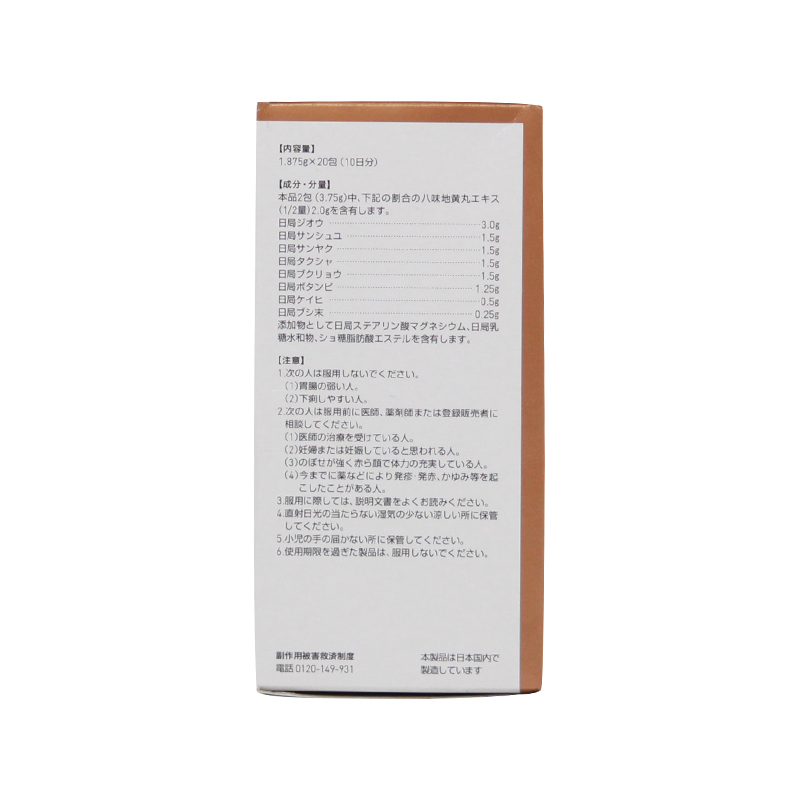 【内容量】
1.875g×20包（10日分）
【成分・分量】
本品2包（3.75g）中、下記の割合の八味地黄丸エキス
（1/2量）2.0gを含有します。
日局ジオウ 3.0g
日局サンシュユ 1.5g
日局サンヤク 1.5g
日局タクシャ 1.5g
日局ブクリョウ 1.5g
日局ボタンピ 1.25g
日局ケイヒ 0.5g
日局ブシ末 0.25g
添加物として日局ステアリン酸マグネシウム、日局乳
糖水和物、ショ糖脂肪酸エステルを含有します。
【注意】
1.次の人は服用しないでください。
（1）胃腸の弱い人。
（2）下痢しやすい人。
2.次の人は服用前に医師、薬剤師または登録販売者に
相談してください。
（1）医師の治療を受けている人。
（2）妊婦または妊娠していると思われる人。
（3）のぼせが強く赤ら顔で体力の充実している人。
（4）今までに薬などにより発疹・発赤、かゆみ等を起
こしたことがある人。
3.服用に際しては、説明文書をよくお読みください。
4.直射日光の当たらない湿気の少ない涼しい所に保管
してください。
5.小児の手の届かない所に保管してください。
6.使用期限を過ぎた製品は、服用しないでください。
副作用被害救済制度
電話 0120-149-931
本製品は日本国内で
製造しています